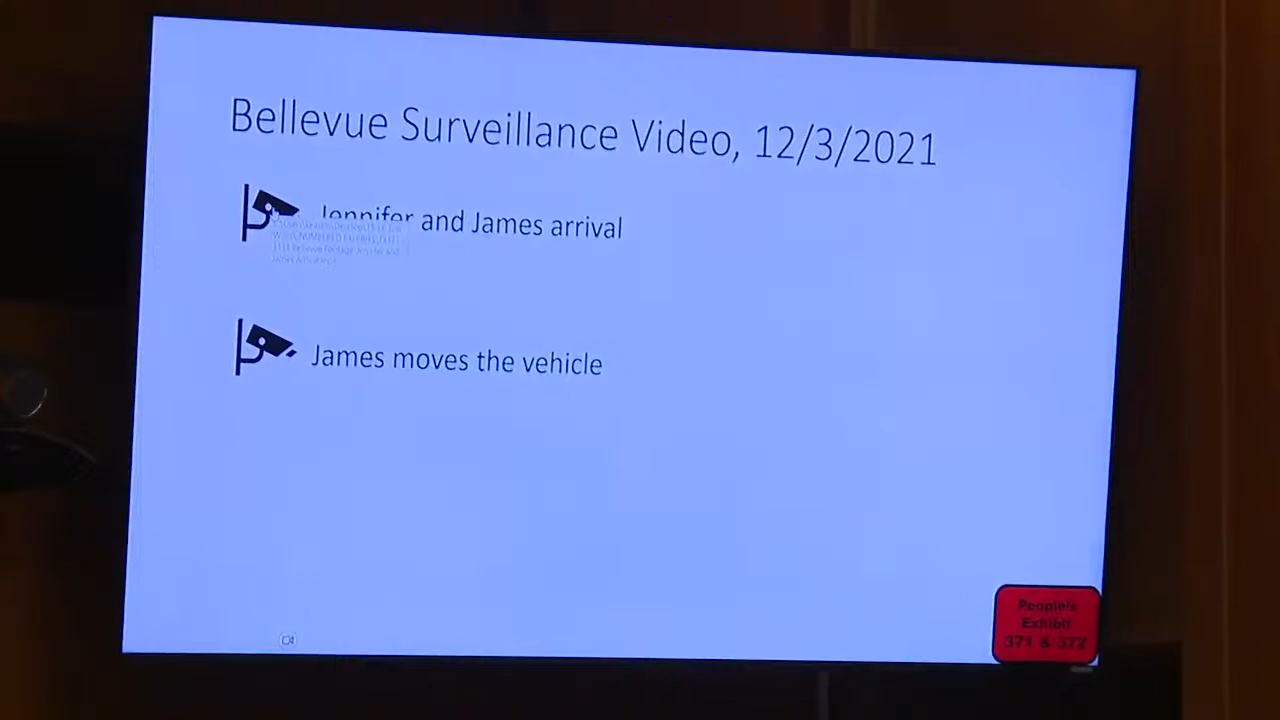 Bellevue Surveillance Video, 12/3/2021
Jennifer and James arrival
James moves the vehicle
People's
Exhibit
371 & 372